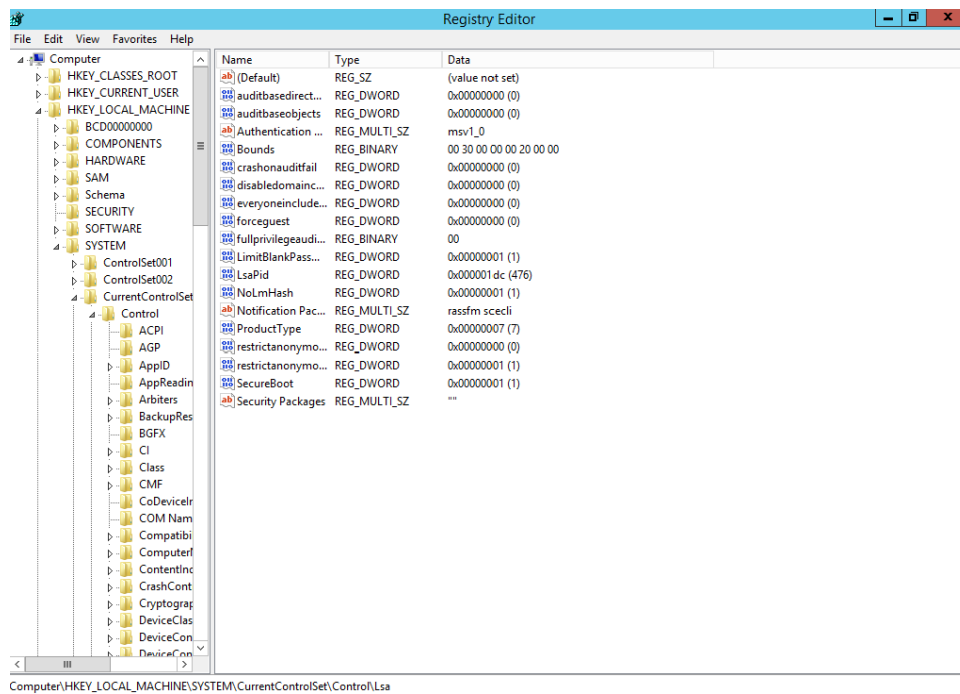 Registry Editor
File Edit View Favorites Help
Computer
HKEY_CLASSES_ROOT
HKEY_CURRENT_USER
HKEY_LOCAL_MACHINE
BCD00000000
COMPONENTS
HARDWARE
SAM
Schema
SECURITY
SOFTWARE
SYSTEM
ControlSet001
ControlSet002
CurrentControlSet
Control
ACPI
AGP
AppID
AppReadin
Arbiters
BackupRes
BGFX
CI
Class
CMF
CoDeviceIr
COM Nam
Compatibi
Computer
ContentInc
CrashCont
Cryptograp
DeviceClas
DeviceCon
DeviceCon
Name Type Data
(Default) REG_SZ (value not set)
auditbasedirect... REG_DWORD 0x00000000 (0)
auditbaseobjects REG_DWORD 0x00000000 (0)
Authentication ... REG_MULTI_SZ msv1_0
Bounds REG_BINARY 00 30 00 00 00 20 00 00
crashonauditfail REG_DWORD 0x00000000 (0)
disabledomainc... REG_DWORD 0x00000000 (0)
everyoneinclude... REG_DWORD 0x00000000 (0)
forceguest REG_DWORD 0x00000000 (0)
fullprivilegeaudi... REG_BINARY 00
LimitBlankPass... REG_DWORD 0x00000001 (1)
LsaPid REG_DWORD 0x000001dc (476)
NoLmHash REG_DWORD 0x00000001 (1)
Notification Pac... REG_MULTI_SZ rassfm scecli
ProductType REG_DWORD 0x00000007 (7)
restrictanonymo... REG_DWORD 0x00000000 (0)
restrictanonymo... REG_DWORD 0x00000001 (1)
SecureBoot REG_DWORD 0x00000001 (1)
Security Packages REG_MULTI_SZ ""
Computer\HKEY_LOCAL_MACHINE\SYSTEM\CurrentControlSet\Control\Lsa